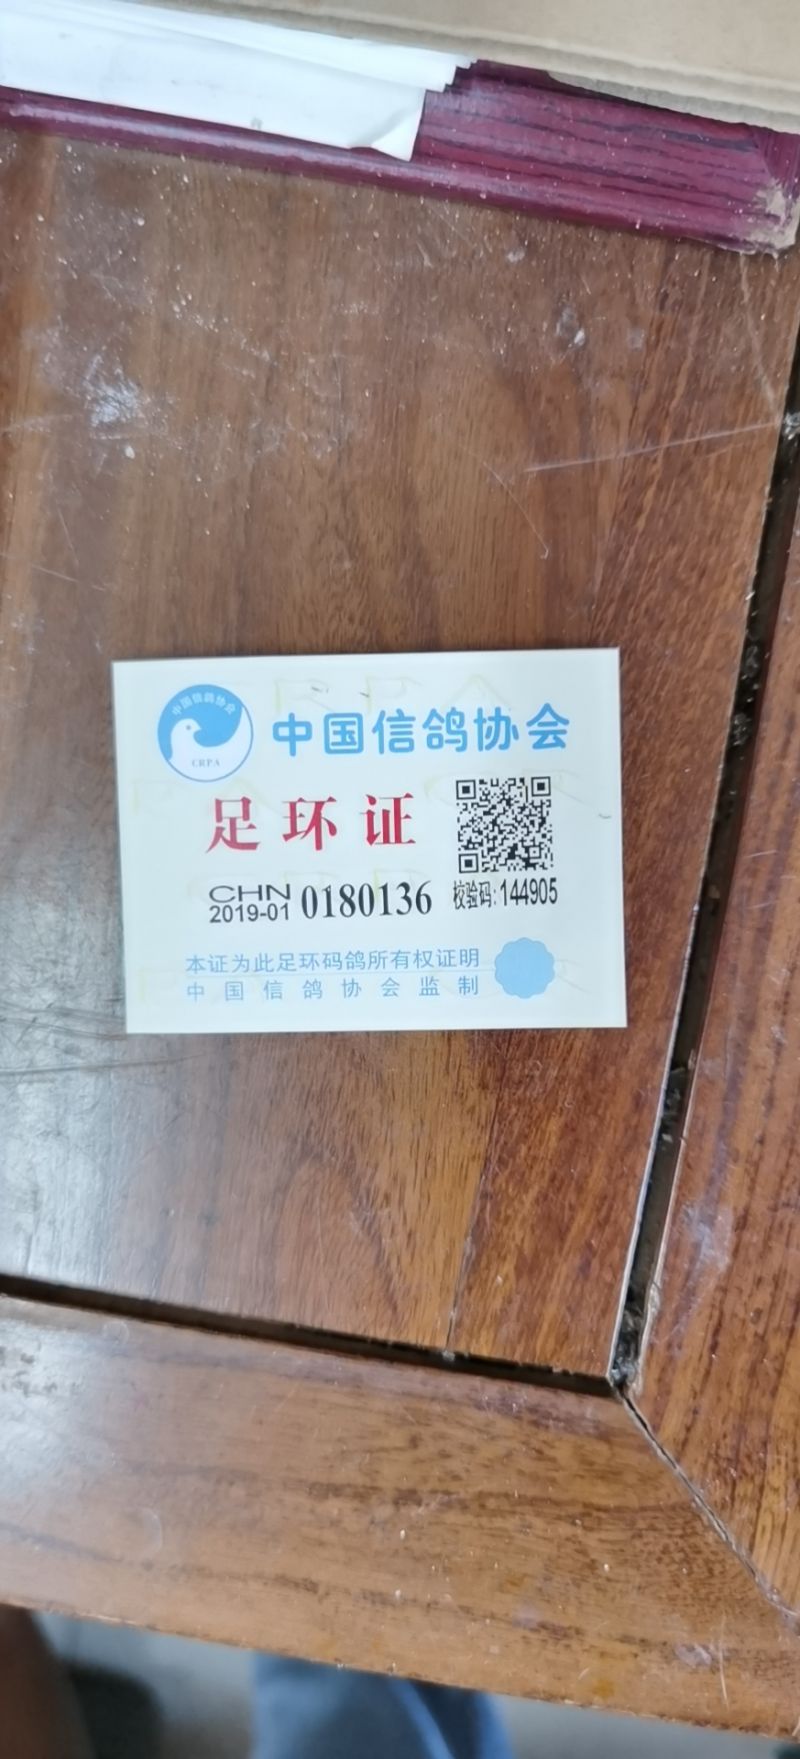 中国信鸽协会
CRPA
中国信鸽协会
足环证
CHN
2019-01 0180136
校验码:144905
本证为此足环码鸽所有权证明
中国信鸽协会监制